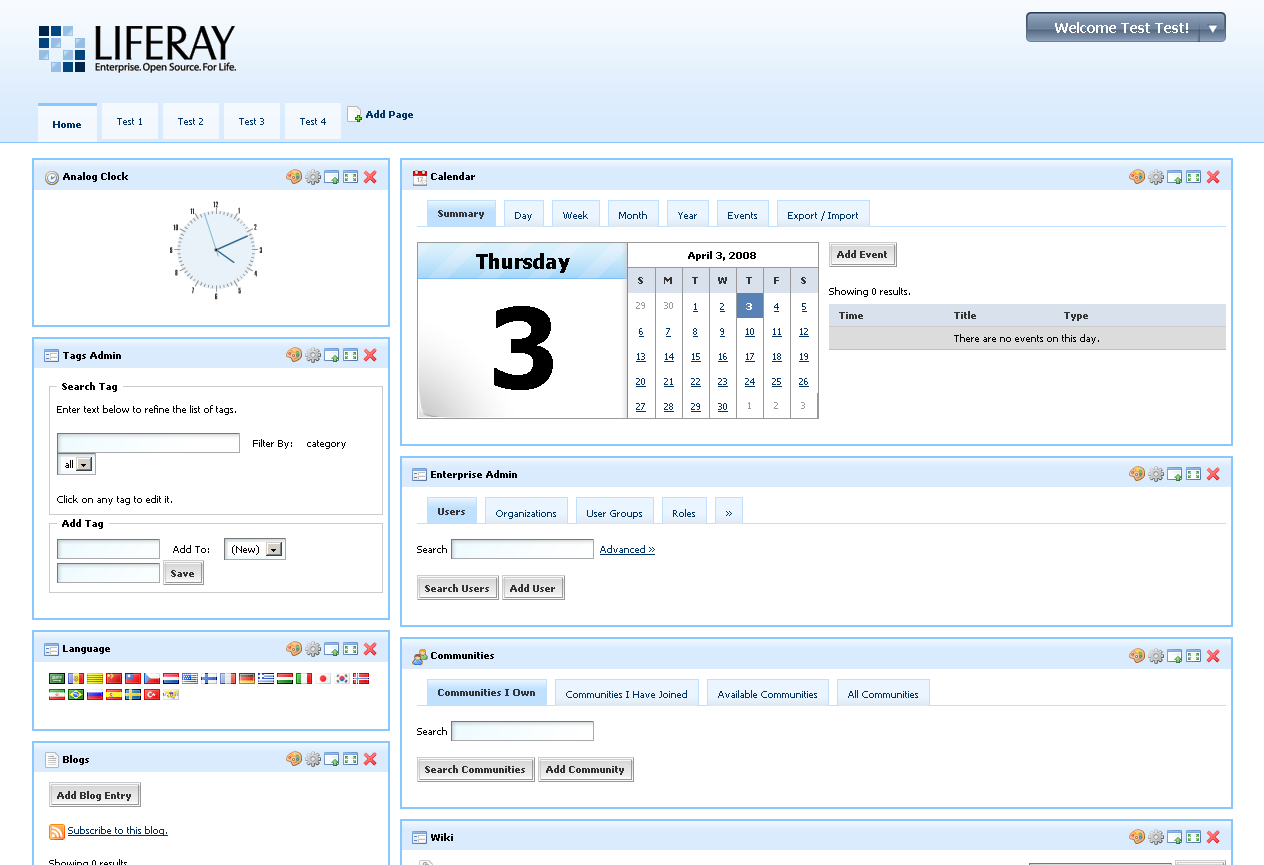 LIFERAY
Enterprise. Open Source. For Life.
Welcome Test Test!
Home
Test 1
Test 2
Test 3
Test 4
Add Page
Analog Clock
12
1
2
3
4
5
6
7
8
9
10
11
Tags Admin
Search Tag
Enter text below to refine the list of tags.
Filter By: category
all
Click on any tag to edit it.
Add Tag
Add To: (New)
Save
Language
Blogs
Add Blog Entry
Subscribe to this blog.
Showing 0 results.
Calendar
Summary Day Week Month Year Events Export / Import
Thursday
3
April 3, 2008
S M T W T F S
29 30 1 2 3 4 5
6 7 8 9 10 11 12
13 14 15 16 17 18 19
20 21 22 23 24 25 26
27 28 29 30 1 2 3
Add Event
Showing 0 results.
Time Title Type
There are no events on this day.
Enterprise Admin
Users Organizations User Groups Roles »
Search Advanced »
Search Users Add User
Communities
Communities I Own Communities I Have Joined Available Communities All Communities
Search
Search Communities Add Community
Wiki